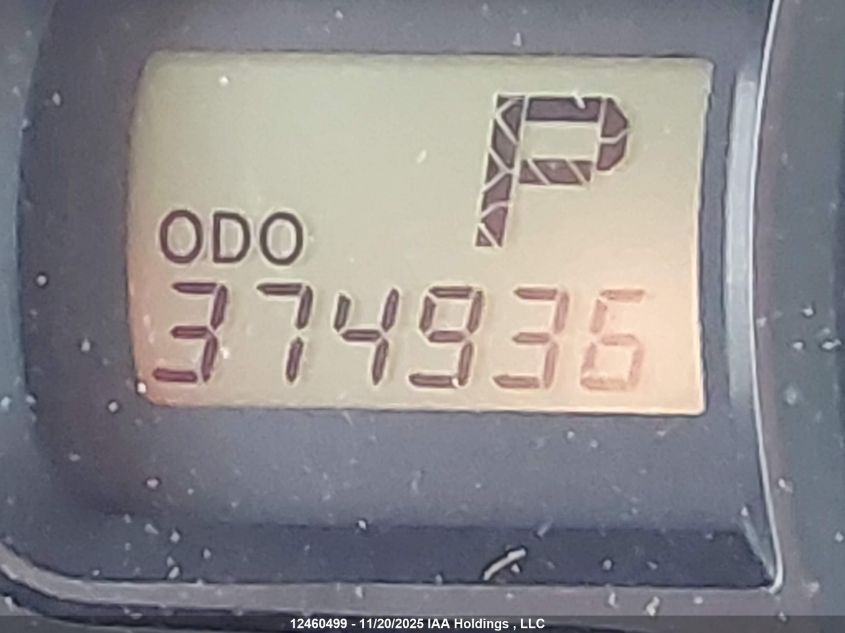 P
ODO
374936
12460499 - 11/20/2025 IAA Holdings , LLC